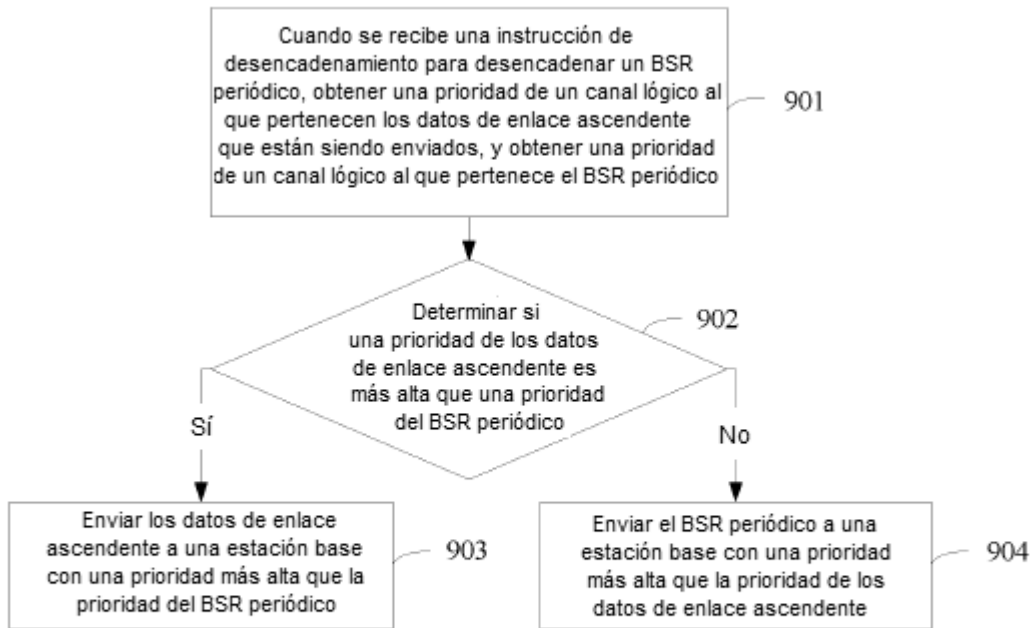 Cuando se recibe una instrucción de
desencadenamiento para desencadenar un BSR
periódico, obtener una prioridad de un canal lógico al
que pertenecen los datos de enlace ascendente
que están siendo enviados, y obtener una prioridad
de un canal lógico al que pertenece el BSR periódico
901
Determinar si
una prioridad de los datos
de enlace ascendente es
más alta que una prioridad
del BSR periódico
902
Sí
No
Enviar los datos de enlace
ascendente a una estación base
con una prioridad más alta que la
prioridad del BSR periódico
903
Enviar el BSR periódico a una
estación base con una prioridad
más alta que la prioridad de los
datos de enlace ascendente
904